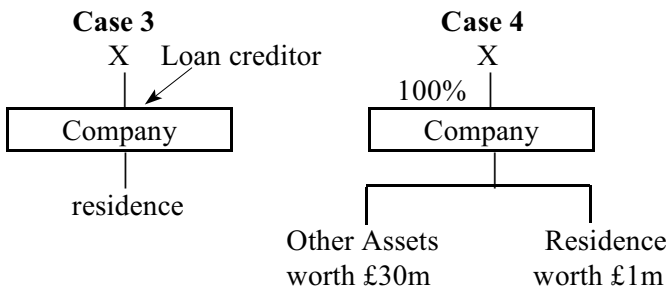 Case 3
X Loan creditor
Company
residence
Case 4
X
100%
Company
Other Assets
worth £30m
Residence
worth £1m